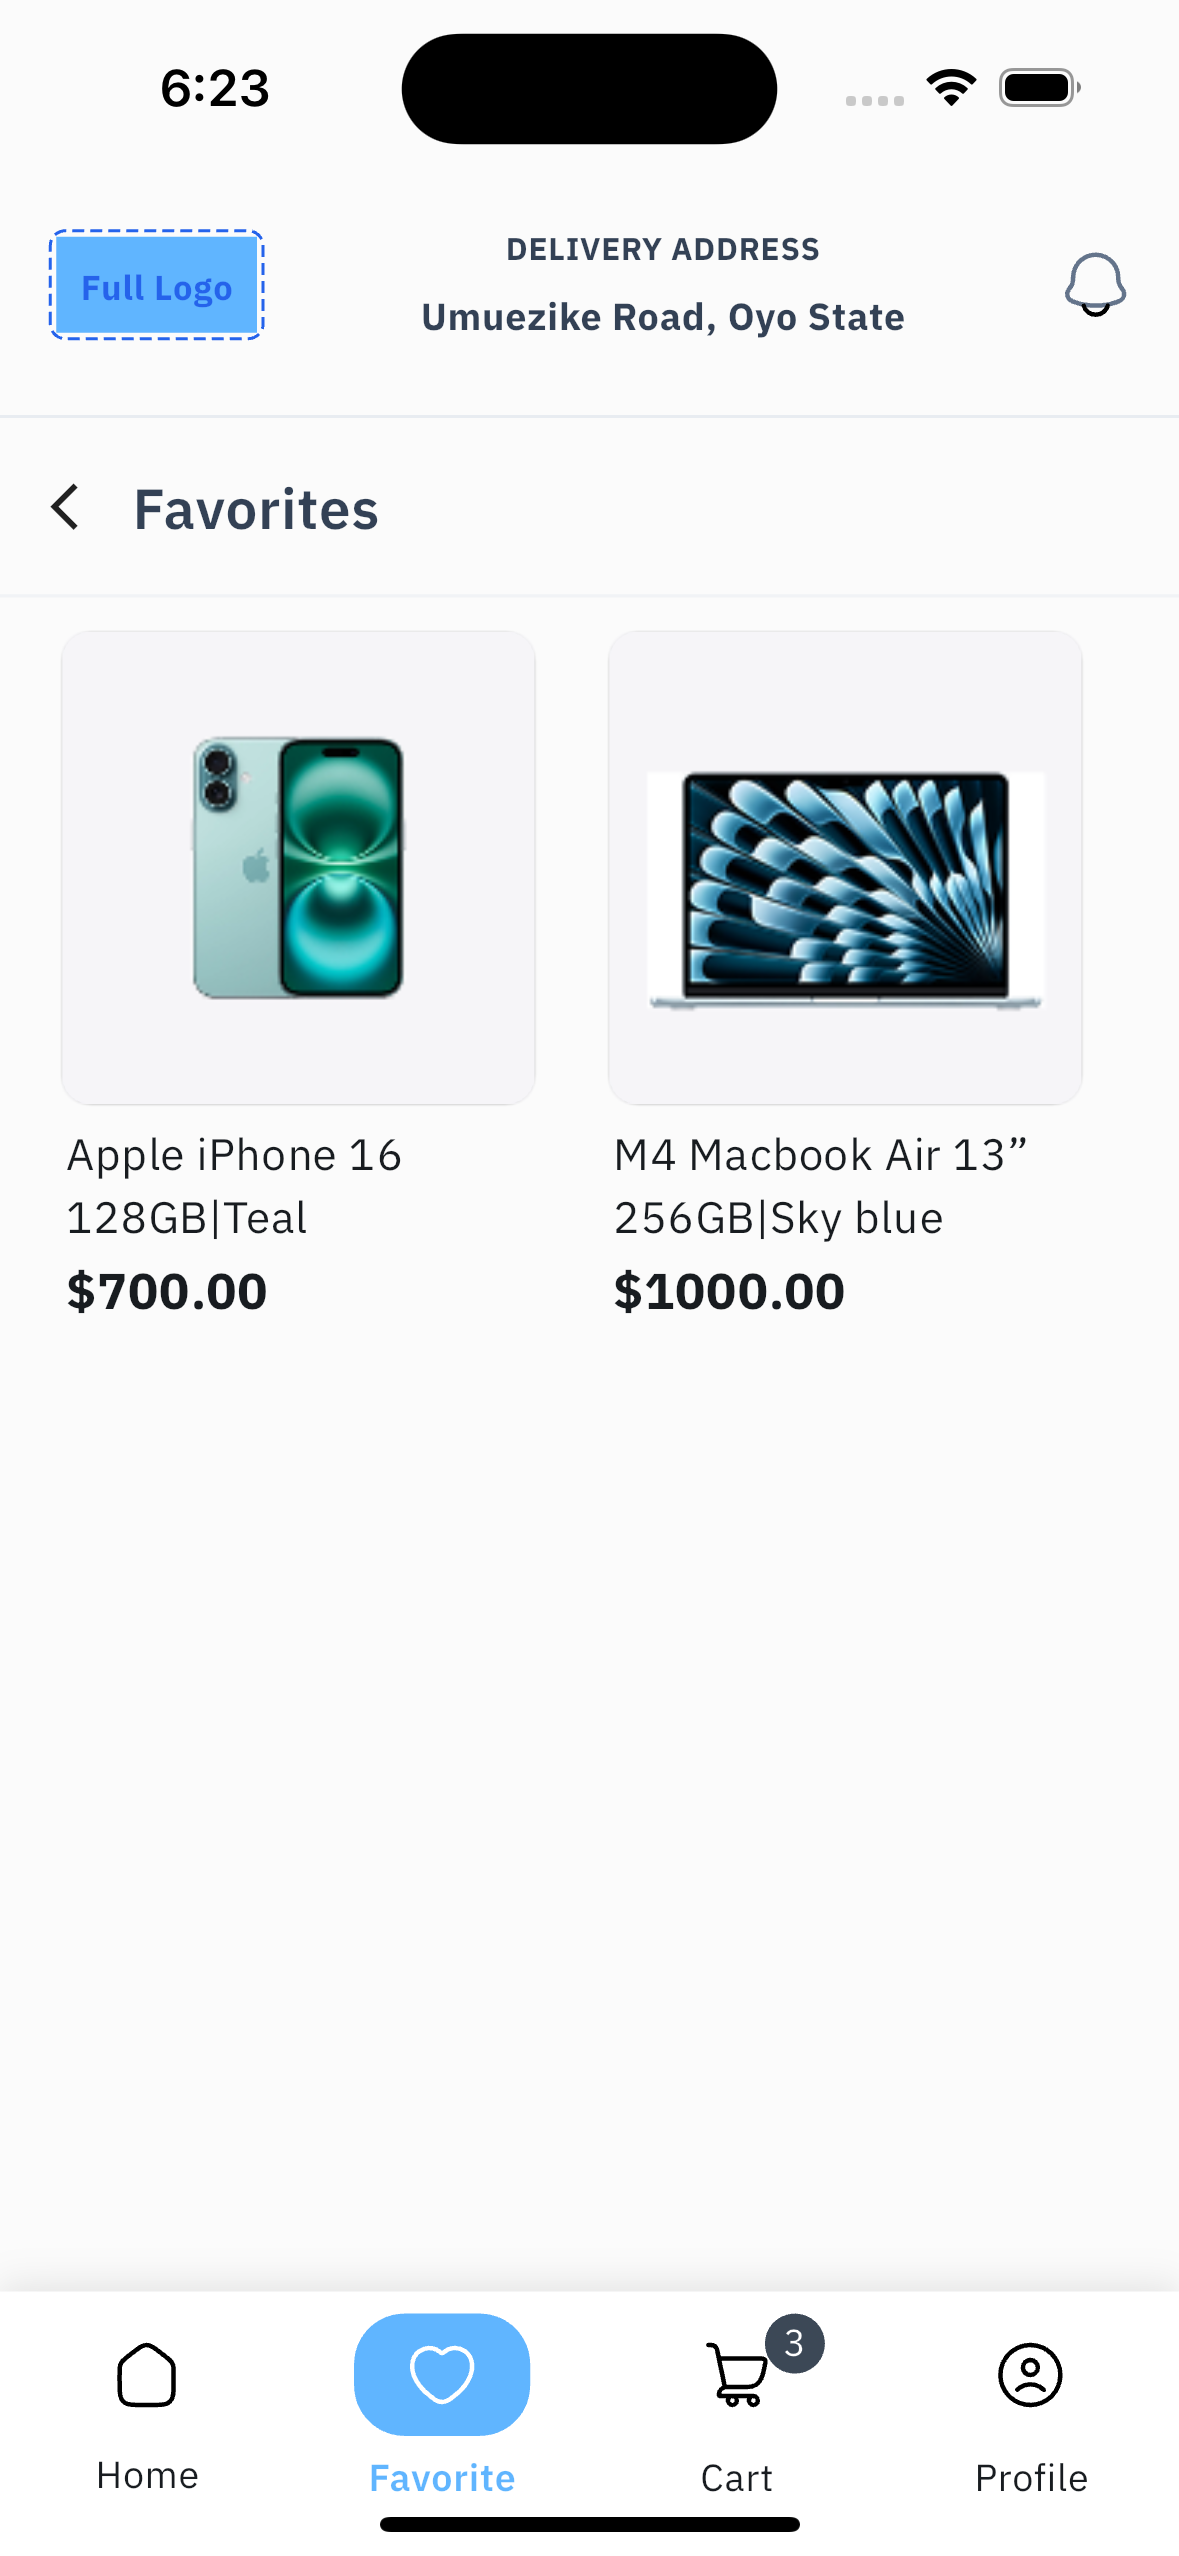 6:23
Full Logo
DELIVERY ADDRESS
Umuezike Road, Oyo State
Favorites
Apple iPhone 16
128GB|Teal
$700.00
M4 Macbook Air 13”
256GB|Sky blue
$1000.00
3
Home
Favorite
Cart
Profile